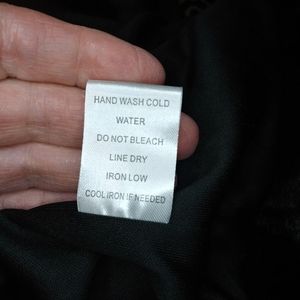 HAND WASH COLD
WATER
DO NOT BLEACH
LINE DRY
IRON LOW
COOL IRON IF NEEDED